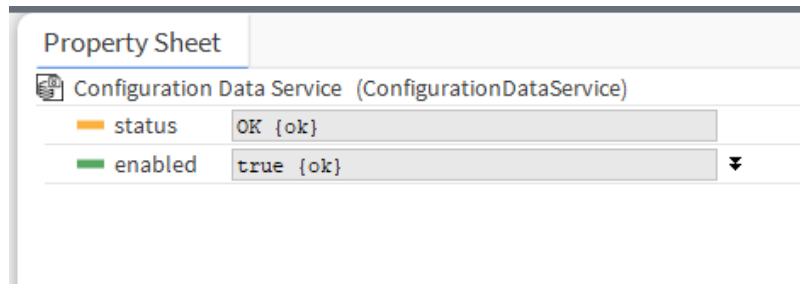 Property Sheet
Configuration Data Service (ConfigurationDataService)
status OK {ok}
enabled true {ok}